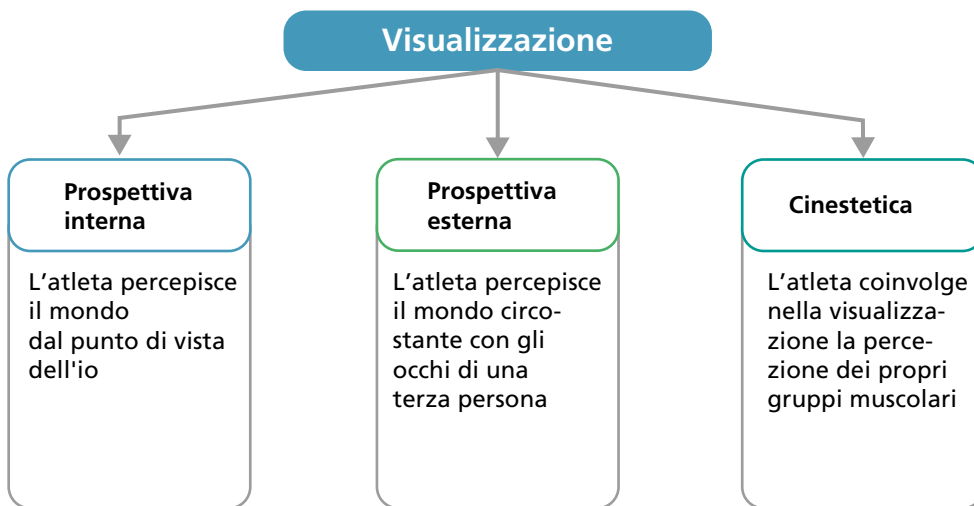 Visualizzazione
Prospettiva
interna
L’atleta percepisce
il mondo
dal punto di vista
dell'io
Prospettiva
esterna
L’atleta percepisce
il mondo circo-
stante con gli
occhi di una
terza persona
Cinestetica
L’atleta coinvolge
nella visualizza-
zione la perce-
zione dei propri
gruppi muscolari